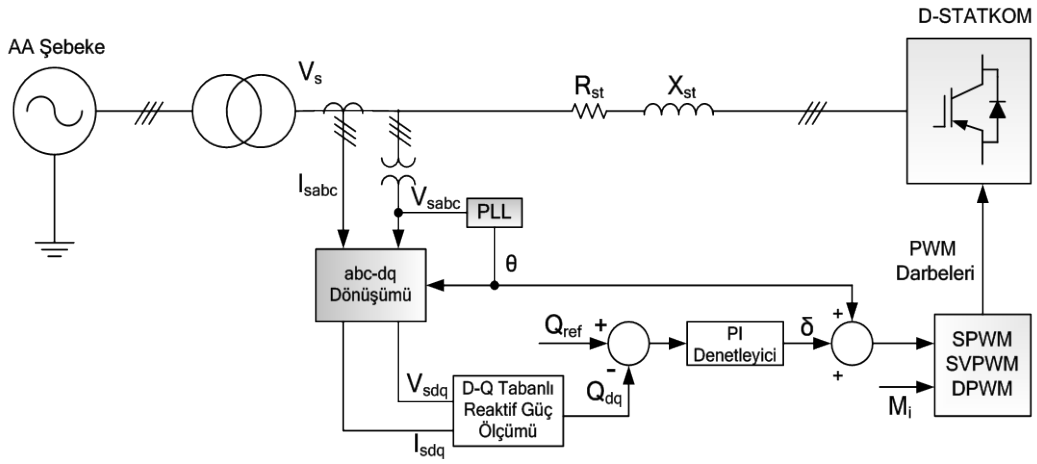 D-STATKOM
AA Şebeke
Vs
Rst
Xst
Isabc
Vsabc
PLL
PWM
Darbeleri
θ
abc-dq
Dönüşümü
Qref
+
-
PI
Denetleyici
δ
+
+
SPWM
SVPWM
DPWM
Mi
Vsdq
Qdq
D-Q Tabanlı
Reaktif Güç
Ölçümü
Isdq